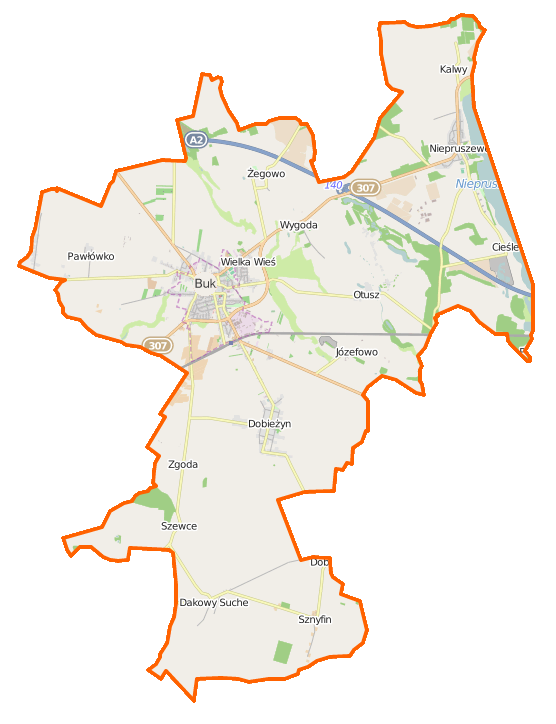 Kalwy
A2
Niepruszewo
Żegowo
140
307
Nieprus
Wygoda
Cieśle
Pawłówko
Wielka Wieś
Buk
Otusz
307
Józefowo
Dobieżyn
Zgoda
Szewce
Dob
Dakowy Suche
Sznyfin